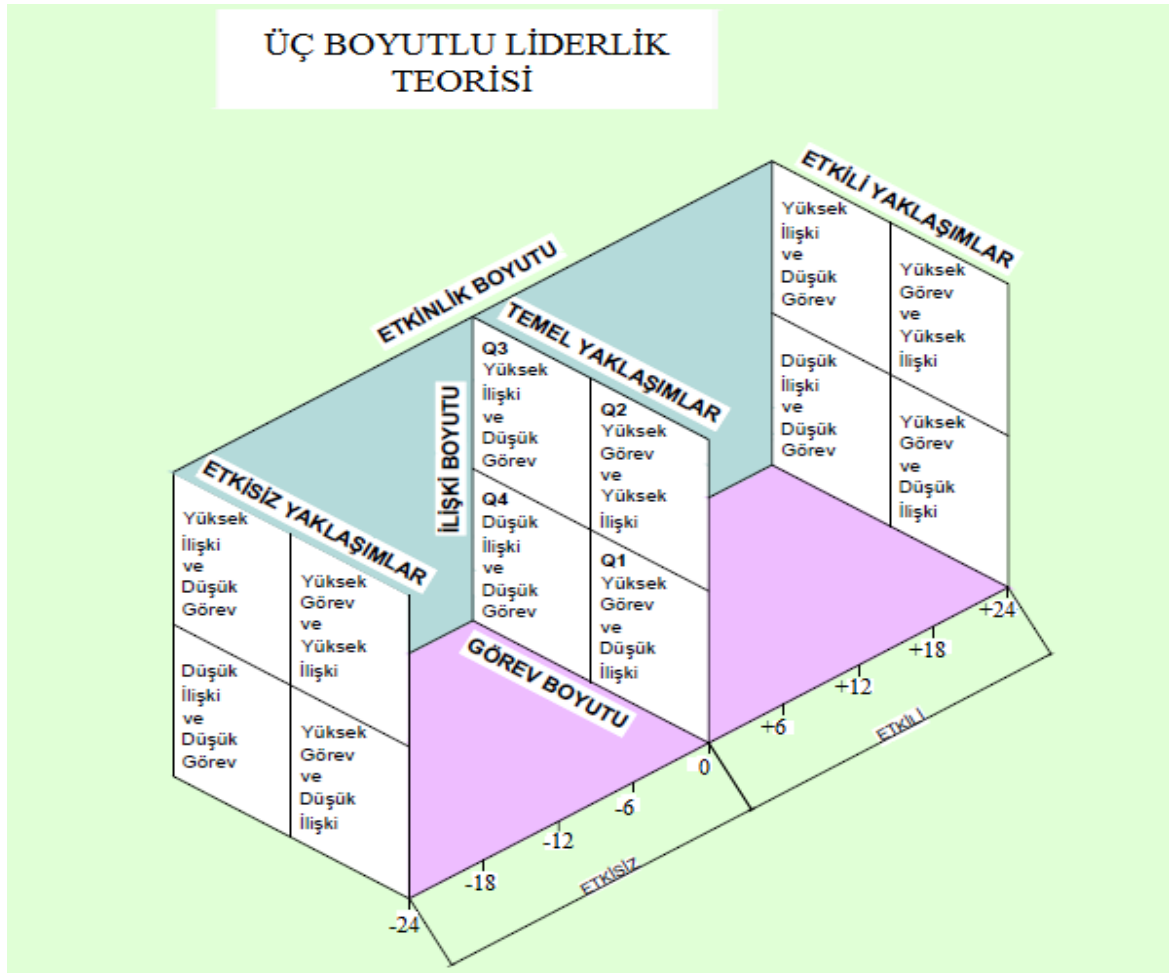 ÜÇ BOYUTLU LİDERLİK
TEORİSİ
ETKİLİ YAKLAŞIMLAR
Yüksek
İlişki
ve
Düşük
Görev
Yüksek
Görev
ve
Yüksek
İlişki
Düşük
İlişki
ve
Düşük
Görev
Yüksek
Görev
ve
Düşük
İlişki
ETKİNLİK BOYUTU
TEMEL YAKLAŞIMLAR
İLİŞKİ BOYUTU
Q3
Yüksek
İlişki
ve
Düşük
Görev
Q2
Yüksek
Görev
ve
Yüksek
İlişki
Q4
Düşük
İlişki
ve
Düşük
Görev
Q1
Yüksek
Görev
ve
Düşük
İlişki
GÖREV BOYUTU
ETKİSİZ YAKLAŞIMLAR
Yüksek
İlişki
ve
Düşük
Görev
Yüksek
Görev
ve
Yüksek
İlişki
Düşük
İlişki
ve
Düşük
Görev
Yüksek
Görev
ve
Düşük
İlişki
-24
-18
-12
-6
0
+6
+12
+18
+24
ETKİSİZ
ETKİLİ